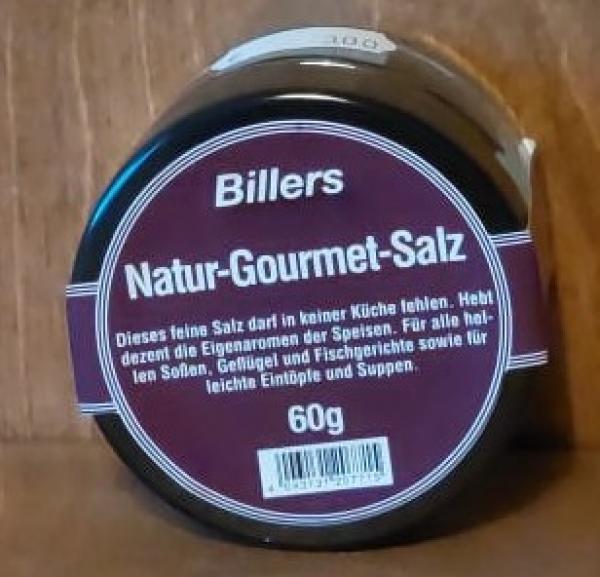 Billers
Natur-Gourmet-Salz
Dieses feine Salz darf in keiner Küche fehlen. Hebt
dezent die Eigenaromen der Speisen. Für alle hel-
len Soßen, Geflügel und Fischgerichte sowie für
leichte Eintöpfe und Suppen.
60g